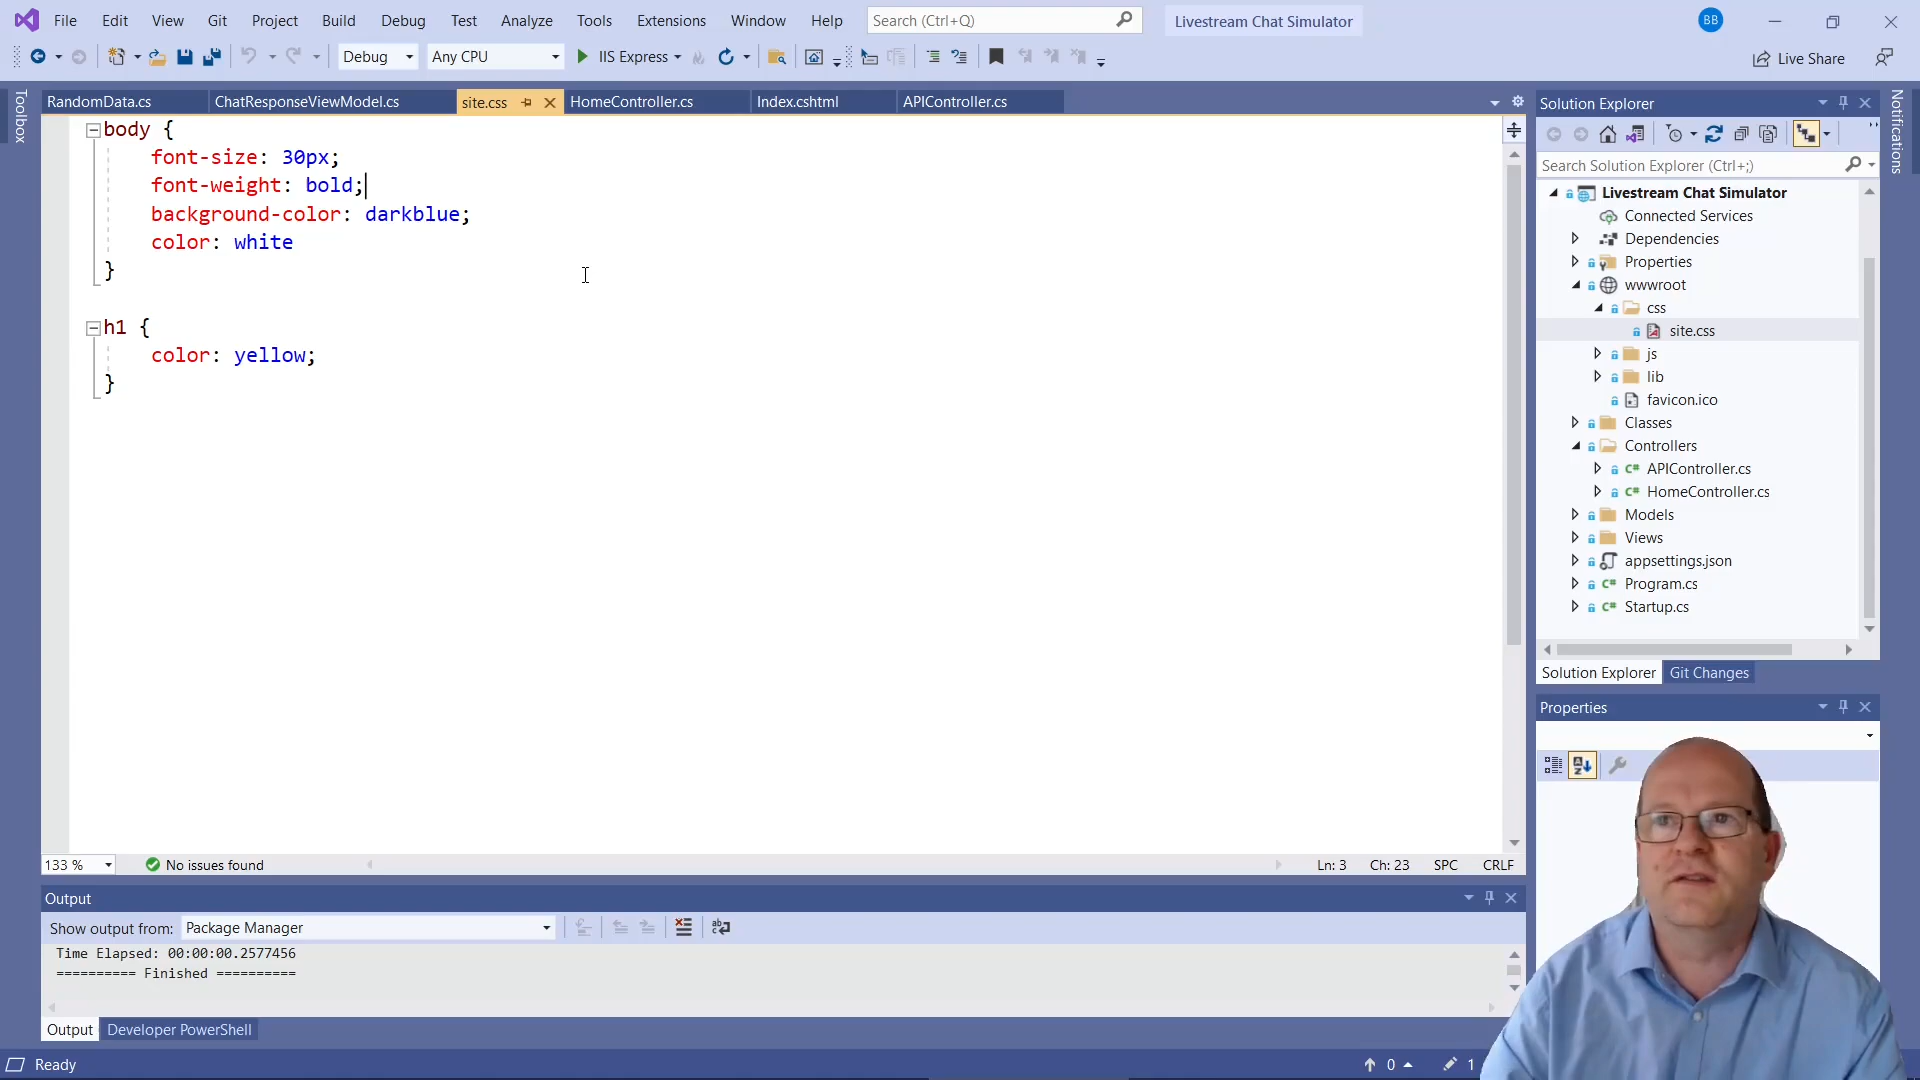 File Edit View Git Project Build Debug Test Analyze Tools Extensions Window Help Search (Ctrl+Q) Livestream Chat Simulator BB
Debug Any CPU IIS Express Live Share
Toolbox
RandomData.cs ChatResponseViewModel.cs site.css HomeController.cs Index.cshtml APIController.cs
body {
font-size: 30px;
font-weight: bold;
background-color: darkblue;
color: white
}
h1 {
color: yellow;
}
133 % No issues found Ln: 3 Ch: 23 SPC CRLF
Output
Show output from: Package Manager
Time Elapsed: 00:00:00.2577456
========== Finished ==========
Output Developer PowerShell
Ready 0 1
Solution Explorer
Search Solution Explorer (Ctrl+;)
Livestream Chat Simulator
Connected Services
Dependencies
Properties
wwwroot
css
site.css
js
lib
favicon.ico
Classes
Controllers
C# APIController.cs
C# HomeController.cs
Models
Views
appsettings.json
C# Program.cs
C# Startup.cs
Solution Explorer Git Changes
Properties
Notifications